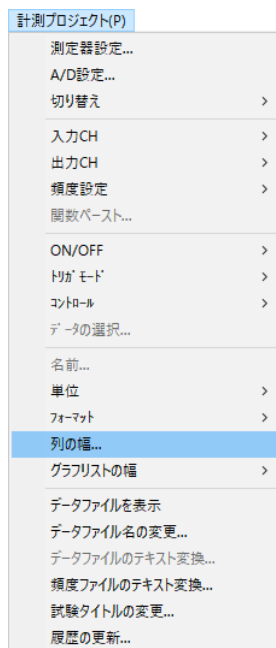 計測プロジェクト(P)
測定器設定...
A/D設定...
切り替え
入力CH
出力CH
頻度設定
関数ペースト...
ON/OFF
ﾄﾘｶﾞﾓｰﾄﾞ
ｺﾝﾄﾛｰﾙ
ﾃﾞｰﾀの選択...
名前...
単位
ﾌｫｰﾏｯﾄ
列の幅...
グラフリストの幅
データファイルを表示
データファイル名の変更...
データファイルのテキスト変換...
頻度ファイルのテキスト変換...
試験タイトルの変更...
履歴の更新...